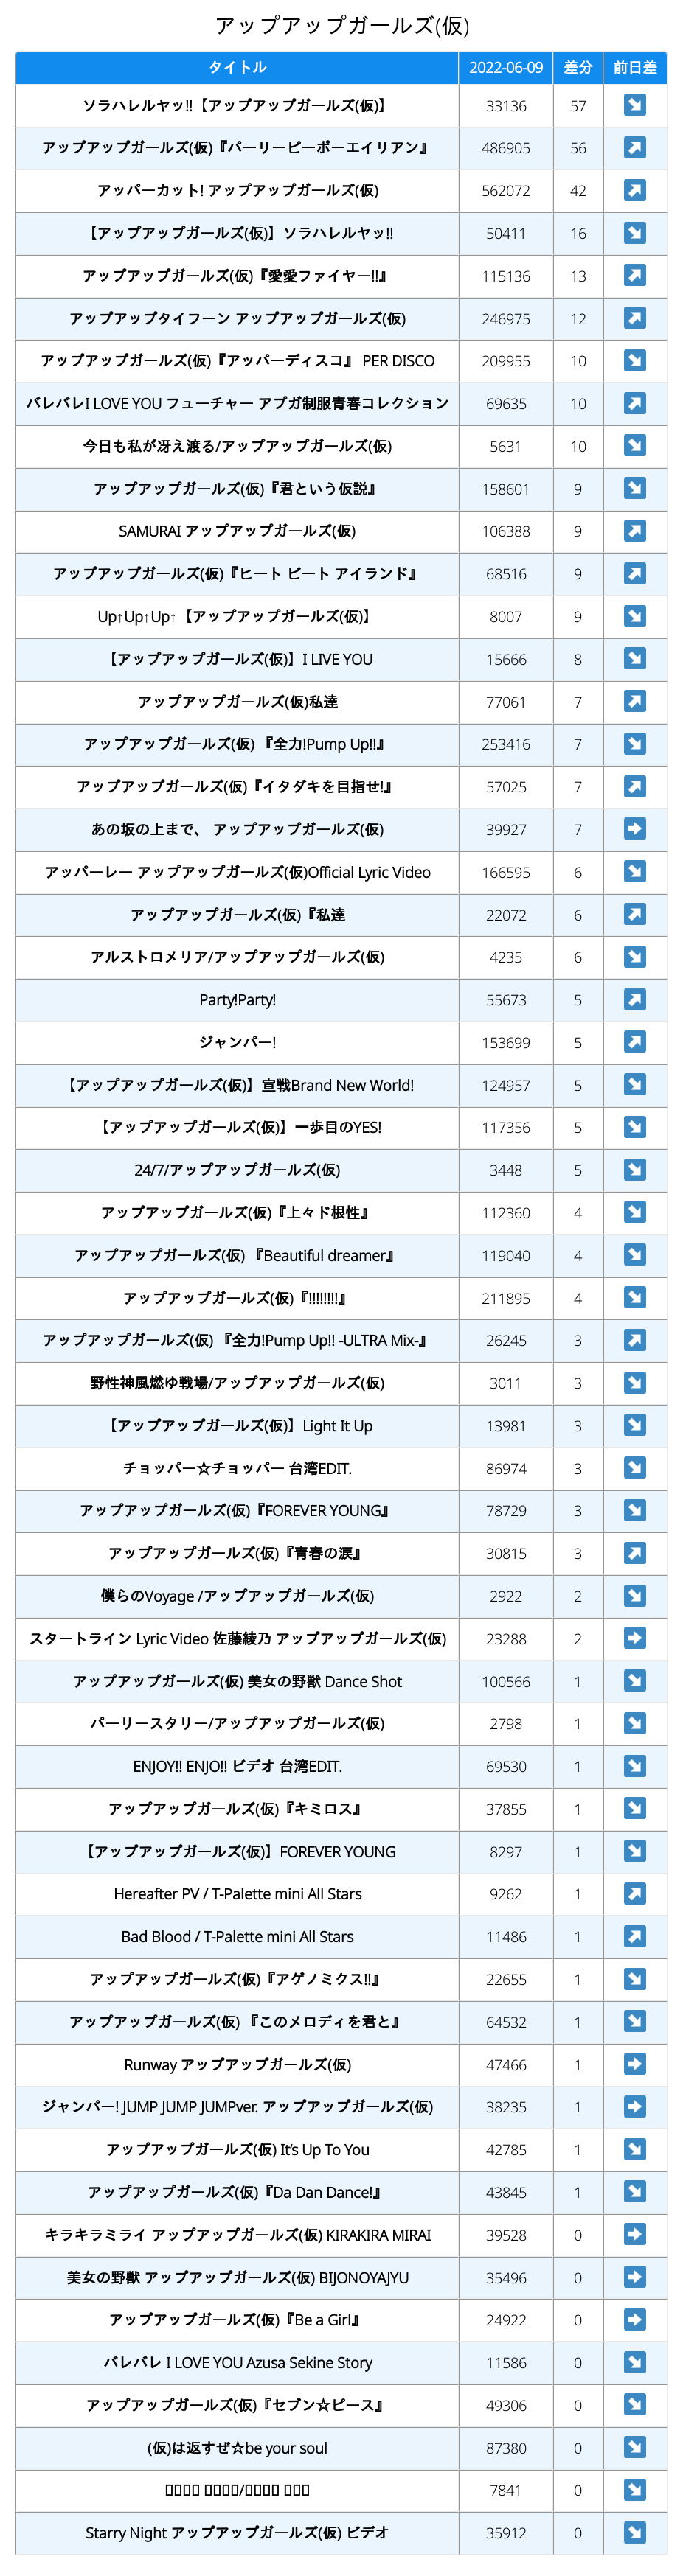 アップアップガールズ(仮)
タイトル 2022-06-09 差分 前日差
ソラハレルヤッ!!【アップアップガールズ(仮)】 33136 57 ↘
アップアップガールズ(仮)『パーリーピーポーエイリアン』 486905 56 ↗
アッパーカット! アップアップガールズ(仮) 562072 42 ↗
【アップアップガールズ(仮)】ソラハレルヤッ!! 50411 16 ↘
アップアップガールズ(仮)『愛愛ファイヤー!!』 115136 13 ↗
アップアップタイフーン アップアップガールズ(仮) 246975 12 ↗
アップアップガールズ(仮)『アッパーディスコ』 PER DISCO 209955 10 ↘
バレバレI LOVE YOU フューチャー アプガ制服青春コレクション 69635 10 ↗
今日も私が冴え渡る/アップアップガールズ(仮) 5631 10 ↘
アップアップガールズ(仮)『君という仮説』 158601 9 ↘
SAMURAI アップアップガールズ(仮) 106388 9 ↗
アップアップガールズ(仮)『ヒート ビート アイランド』 68516 9 ↗
Up↑Up↑Up↑【アップアップガールズ(仮)】 8007 9 ↘
【アップアップガールズ(仮)】I LIVE YOU 15666 8 ↘
アップアップガールズ(仮)私達 77061 7 ↗
アップアップガールズ(仮) 『全力!Pump Up!!』 253416 7 ↘
アップアップガールズ(仮)『イタダキを目指せ!』 57025 7 ↗
あの坂の上まで、 アップアップガールズ(仮) 39927 7 ➡
アッパーレー アップアップガールズ(仮)Official Lyric Video 166595 6 ↘
アップアップガールズ(仮)『私達 22072 6 ↗
アルストロメリア/アップアップガールズ(仮) 4235 6 ↘
Party!Party! 55673 5 ↗
ジャンパー! 153699 5 ↗
【アップアップガールズ(仮)】宣戦Brand New World! 124957 5 ↘
【アップアップガールズ(仮)】一歩目のYES! 117356 5 ↘
24/7/アップアップガールズ(仮) 3448 5 ↘
アップアップガールズ(仮)『上々ド根性』 112360 4 ↘
アップアップガールズ(仮) 『Beautiful dreamer』 119040 4 ↘
アップアップガールズ(仮)『!!!!!!!!』 211895 4 ↘
アップアップガールズ(仮) 『全力!Pump Up!! -ULTRA Mix-』 26245 3 ↗
野性神風燃ゆ戦場/アップアップガールズ(仮) 3011 3 ↘
【アップアップガールズ(仮)】Light It Up 13981 3 ↘
チョッパー☆チョッパー 台湾EDIT. 86974 3 ↘
アップアップガールズ(仮)『FOREVER YOUNG』 78729 3 ↘
アップアップガールズ(仮)『青春の涙』 30815 3 ↗
僕らのVoyage /アップアップガールズ(仮) 2922 2 ↘
スタートライン Lyric Video 佐藤綾乃 アップアップガールズ(仮) 23288 2 ➡
アップアップガールズ(仮) 美女の野獣 Dance Shot 100566 1 ↘
パーリースタリー/アップアップガールズ(仮) 2798 1 ↘
ENJOY!! ENJO!! ビデオ 台湾EDIT. 69530 1 ↘
アップアップガールズ(仮)『キミロス』 37855 1 ↘
【アップアップガールズ(仮)】FOREVER YOUNG 8297 1 ↘
Hereafter PV / T-Palette mini All Stars 9262 1 ↗
Bad Blood / T-Palette mini All Stars 11486 1 ↗
アップアップガールズ(仮)『アゲノミクス!!』 22655 1 ↘
アップアップガールズ(仮) 『このメロディを君と』 64532 1 ↘
Runway アップアップガールズ(仮) 47466 1 ➡
ジャンパー! JUMP JUMP JUMPver. アップアップガールズ(仮) 38235 1 ➡
アップアップガールズ(仮) It's Up To You 42785 1 ↘
アップアップガールズ(仮)『Da Dan Dance!』 43845 1 ↘
キラキラミライ アップアップガールズ(仮) KIRAKIRA MIRAI 39528 0 ➡
美女の野獣 アップアップガールズ(仮) BIJONOYAJYU 35496 0 ➡
アップアップガールズ(仮)『Be a Girl』 24922 0 ➡
バレバレ I LOVE YOU Azusa Sekine Story 11586 0 ↘
アップアップガールズ(仮)『セブン☆ピース』 49306 0 ↘
(仮)は返すぜ☆be your soul 87380 0 ↘
▯▯▯▯ ▯▯▯▯/▯▯▯▯ ▯▯▯ 7841 0 ↘
Starry Night アップアップガールズ(仮) ビデオ 35912 0 ↘